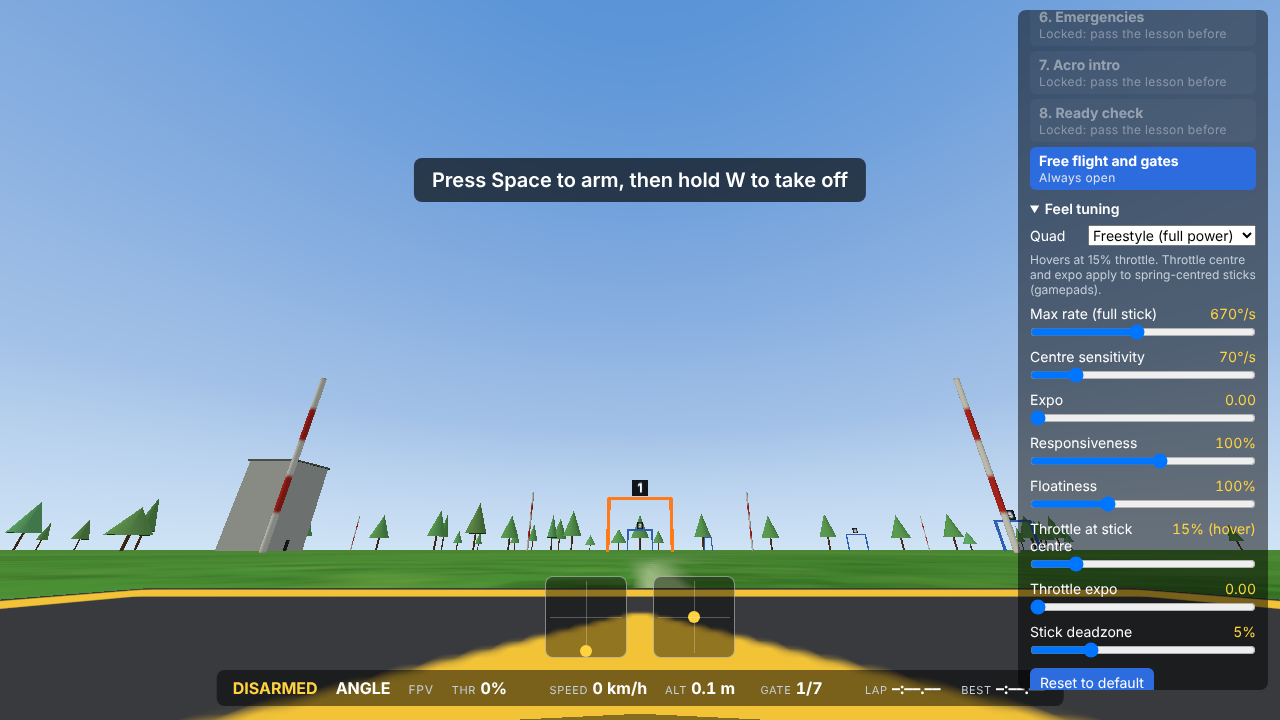 6. Emergencies
Locked: pass the lesson before
7. Acro intro
Locked: pass the lesson before
8. Ready check
Locked: pass the lesson before
Free flight and gates
Always open
▼ Feel tuning
Quad Freestyle (full power)
Hovers at 15% throttle. Throttle centre
and expo apply to spring-centred sticks
(gamepads).
Max rate (full stick) 670°/s
Centre sensitivity 70°/s
Expo 0.00
Responsiveness 100%
Floatiness 100%
Throttle at stick 15% (hover)
centre
Throttle expo 0.00
Stick deadzone 5%
Reset to default
Press Space to arm, then hold W to take off
1
DISARMED ANGLE FPV THR 0% SPEED 0 km/h ALT 0.1 m GATE 1/7 LAP –:––.–– BEST –:––.